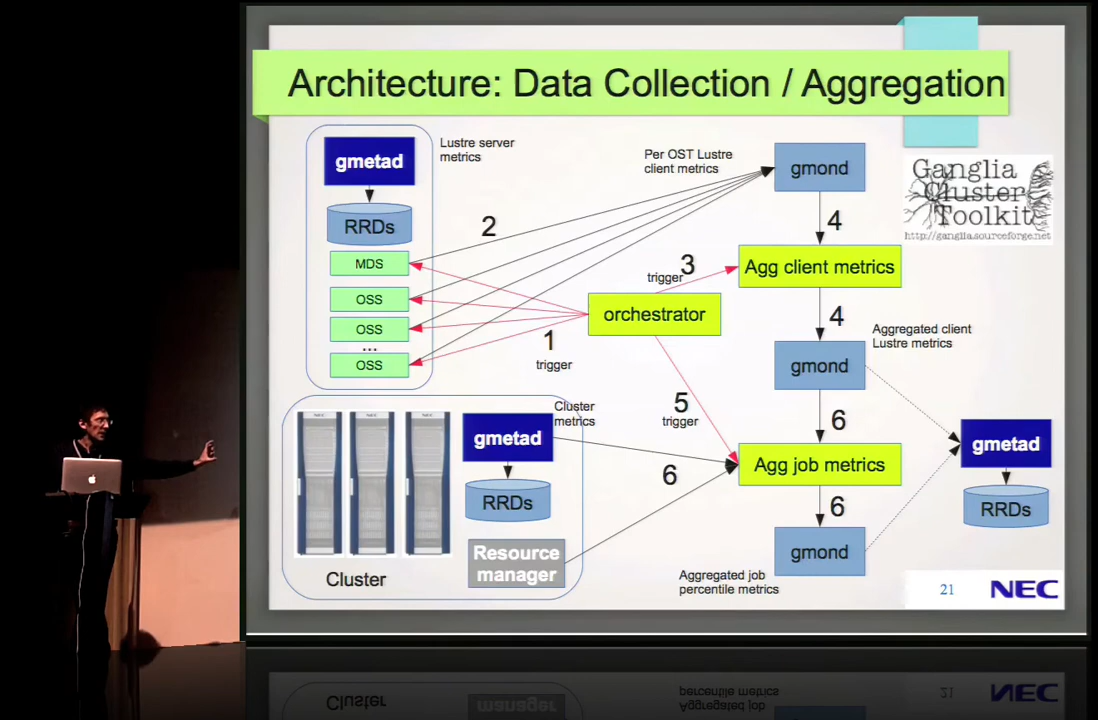 Architecture: Data Collection / Aggregation
gmetad
Lustre server
metrics
RRDs
MDS
OSS
OSS
...
OSS
2
Per OST Lustre
client metrics
gmond
4
Ganglia
Cluster
Toolkit
http://ganglia.sourceforge.net
trigger
3
Agg client metrics
orchestrator
1
trigger
4
Aggregated client
Lustre metrics
gmond
5
trigger
6
Cluster
metrics
gmetad
RRDs
6
Resource
manager
Cluster
NEC
NEC
NEC
Agg job metrics
6
gmond
Aggregated job
percentile metrics
gmetad
RRDs
21
NEC